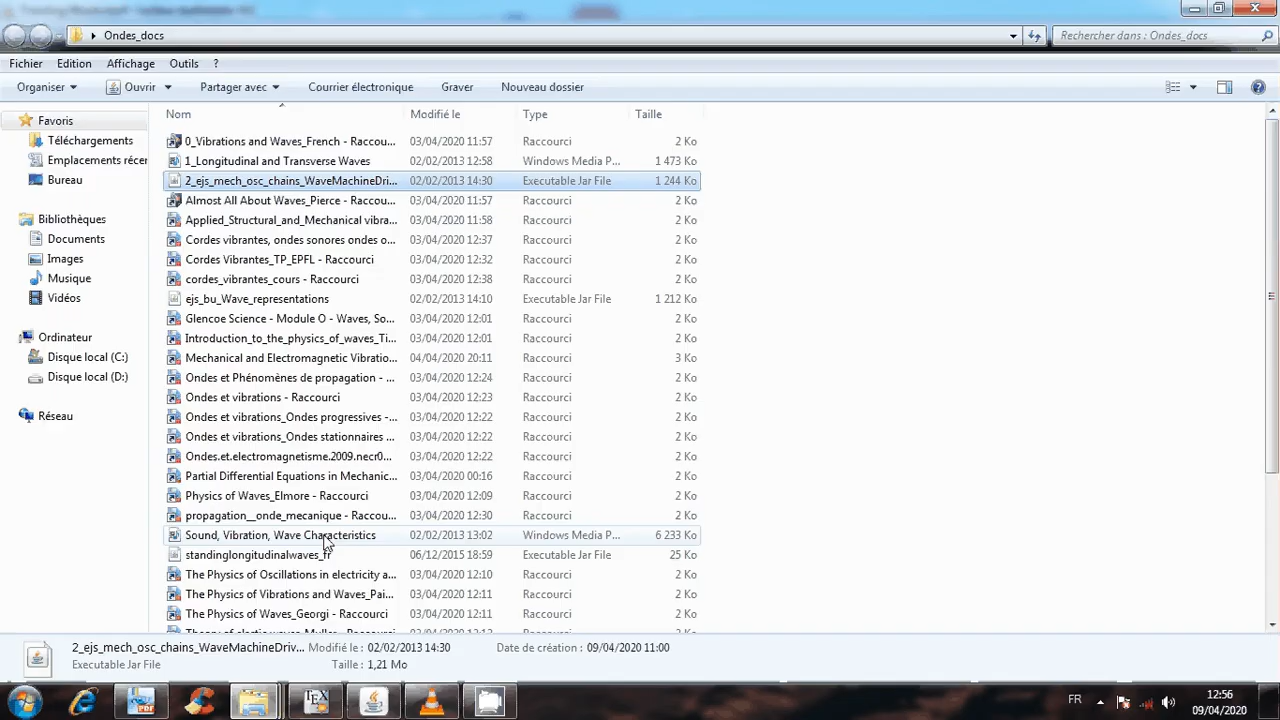 Ondes_docs
Rechercher dans : Ondes_docs
Fichier Edition Affichage Outils ?
Organiser Ouvrir Partager avec Courrier électronique Graver Nouveau dossier
Favoris
Téléchargements
Emplacements récer
Bureau
Bibliothèques
Documents
Images
Musique
Vidéos
Ordinateur
Disque local (C:)
Disque local (D:)
Réseau
Nom Modifié le Type Taille
0_Vibrations and Waves_French - Raccou... 03/04/2020 11:57 Raccourci 2 Ko
1_Longitudinal and Transverse Waves 02/02/2013 12:58 Windows Media P... 1 473 Ko
2_ejs_mech_osc_chains_WaveMachineDri... 02/02/2013 14:30 Executable Jar File 1 244 Ko
Almost All About Waves_Pierce - Raccou... 03/04/2020 11:57 Raccourci 2 Ko
Applied_Structural_and_Mechanical vibra... 03/04/2020 11:58 Raccourci 2 Ko
Cordes vibrantes, ondes sonores ondes o... 03/04/2020 12:37 Raccourci 2 Ko
Cordes Vibrantes_TP_EPFL - Raccourci 03/04/2020 12:32 Raccourci 2 Ko
cordes_vibrantes_cours - Raccourci 03/04/2020 12:38 Raccourci 2 Ko
ejs_bu_Wave_representations 02/02/2013 14:10 Executable Jar File 1 212 Ko
Glencoe Science - Module O - Waves, So... 03/04/2020 12:01 Raccourci 2 Ko
Introduction_to_the_physics_of_waves_Ti... 03/04/2020 12:01 Raccourci 2 Ko
Mechanical and Electromagnetic Vibratio... 04/04/2020 20:11 Raccourci 3 Ko
Ondes et Phénomènes de propagation - ... 03/04/2020 12:24 Raccourci 2 Ko
Ondes et vibrations - Raccourci 03/04/2020 12:23 Raccourci 2 Ko
Ondes et vibrations_Ondes progressives -... 03/04/2020 12:22 Raccourci 2 Ko
Ondes et vibrations_Ondes stationnaires ... 03/04/2020 12:22 Raccourci 2 Ko
Ondes.et.electromagnetisme.2009.necr0... 03/04/2020 12:22 Raccourci 2 Ko
Partial Differential Equations in Mechanic... 03/04/2020 00:16 Raccourci 2 Ko
Physics of Waves_Elmore - Raccourci 03/04/2020 12:09 Raccourci 2 Ko
propagation__onde_mecanique - Raccou... 03/04/2020 12:30 Raccourci 2 Ko
Sound, Vibration, Wave Characteristics 02/02/2013 13:02 Windows Media P... 6 233 Ko
standinglongitudinalwaves_fr 06/12/2015 18:59 Executable Jar File 25 Ko
The Physics of Oscillations in electricity a... 03/04/2020 12:10 Raccourci 2 Ko
The Physics of Vibrations and Waves_Pai... 03/04/2020 12:11 Raccourci 2 Ko
The Physics of Waves_Georgi - Raccourci 03/04/2020 12:11 Raccourci 2 Ko
2_ejs_mech_osc_chains_WaveMachineDriv... Modifié le : 02/02/2013 14:30 Date de création : 09/04/2020 11:00
Executable Jar File Taille : 1,21 Mo
FR 12:56
09/04/2020